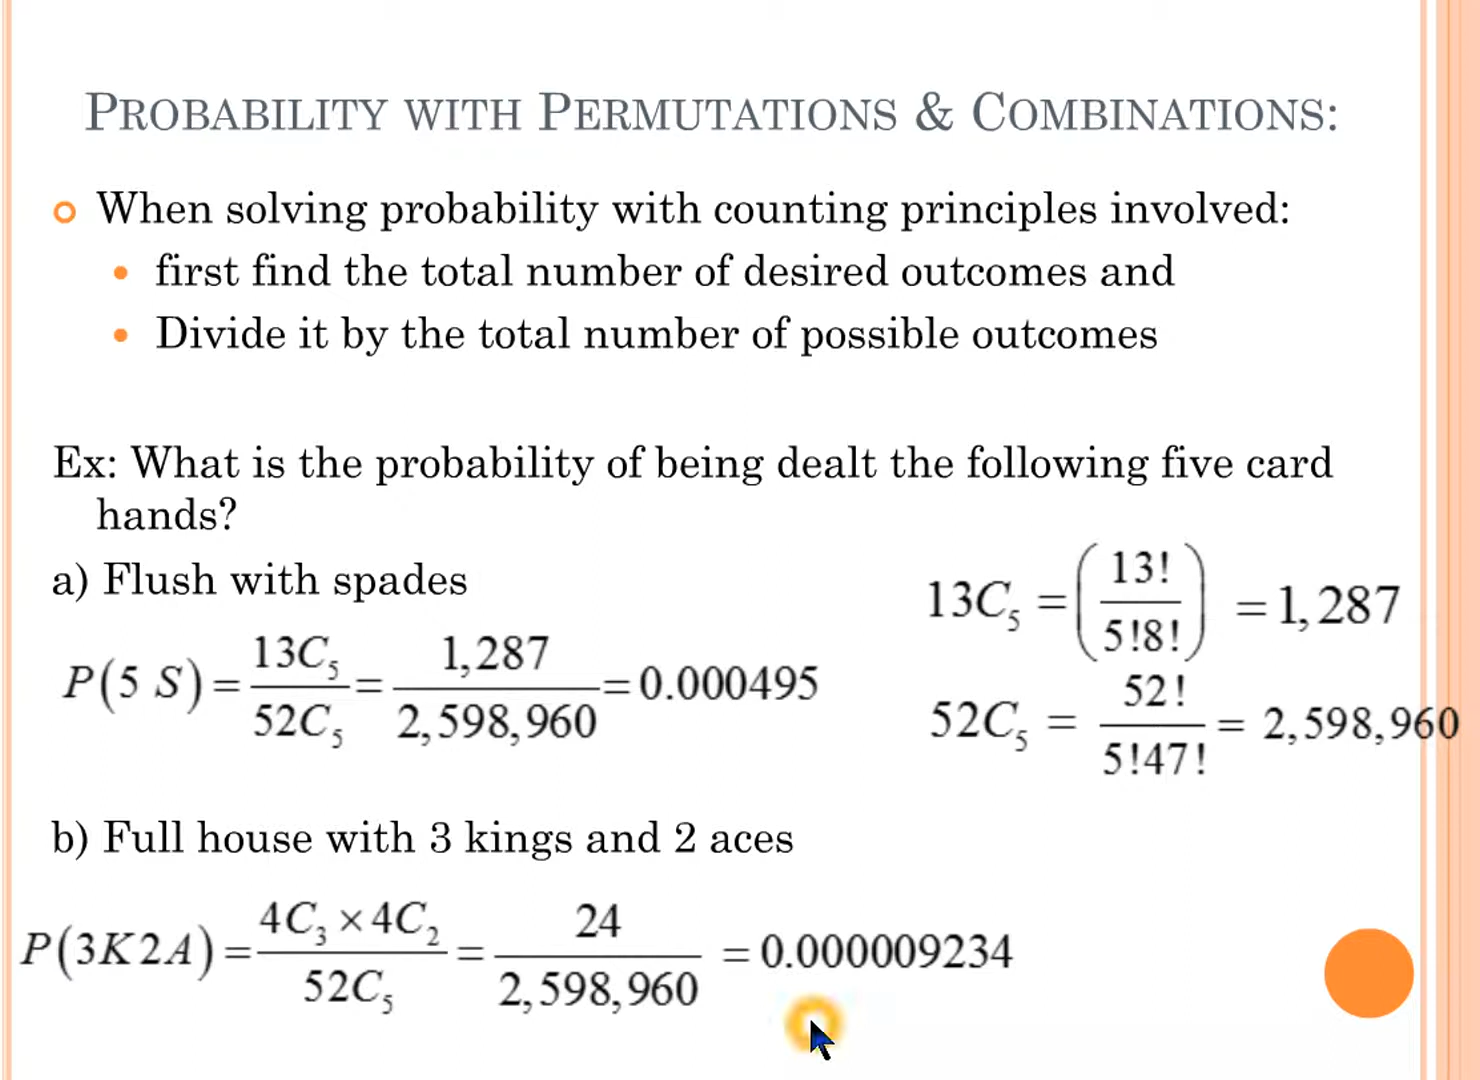 PROBABILITY WITH PERMUTATIONS & COMBINATIONS:
When solving probability with counting principles involved:
first find the total number of desired outcomes and
Divide it by the total number of possible outcomes
Ex: What is the probability of being dealt the following five card
hands?
a) Flush with spades
13C₅ = (13! / 5!8!) = 1,287
P(5 S) = 13C₅ / 52C₅ = 1,287 / 2,598,960 = 0.000495
52C₅ = 52! / 5!47! = 2,598,960
b) Full house with 3 kings and 2 aces
P(3K2A) = 4C₃ × 4C₂ / 52C₅ = 24 / 2,598,960 = 0.000009234